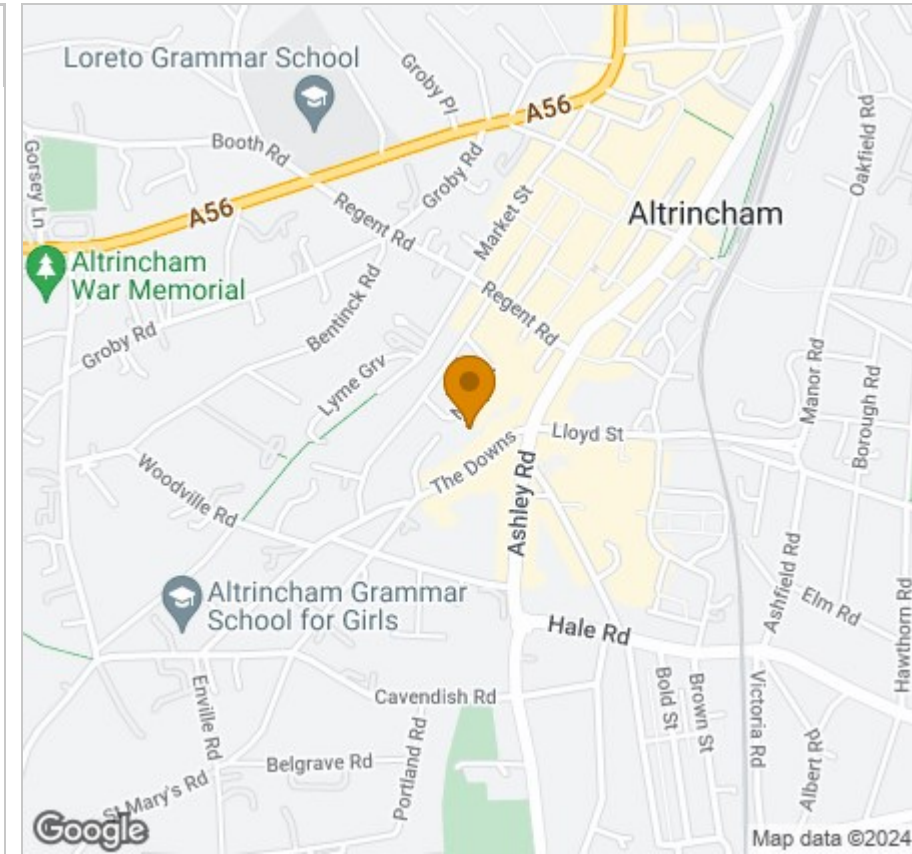 Loreto Grammar School
Groby Pl
A56
Oakfield Rd
Gorsey Ln
Booth Rd
Groby Rd
A56
Market St
Regent Rd
Altrincham
Altrincham
War Memorial
Bentinck Rd
Regent Rd
Groby Rd
Lyme Grv
Manor Rd
Borough Rd
Lloyd St
The Downs
Woodville Rd
Ashley Rd
Ashfield Rd
Elm Rd
Altrincham Grammar
School for Girls
Hale Rd
Hawthorn Rd
Enville Rd
Cavendish Rd
Bold St
Brown St
Victoria Rd
Belgrave Rd
Portland Rd
Albert Rd
St Mary's Rd
Google
Map data ©2024